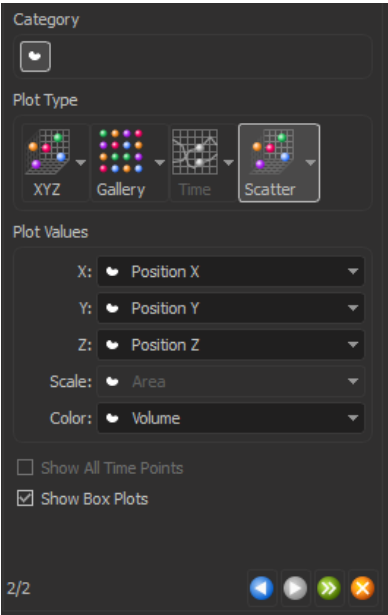 Category
Plot Type
XYZ Gallery Time Scatter
Plot Values
X: Position X
Y: Position Y
Z: Position Z
Scale: Area
Color: Volume
Show All Time Points
Show Box Plots
2/2